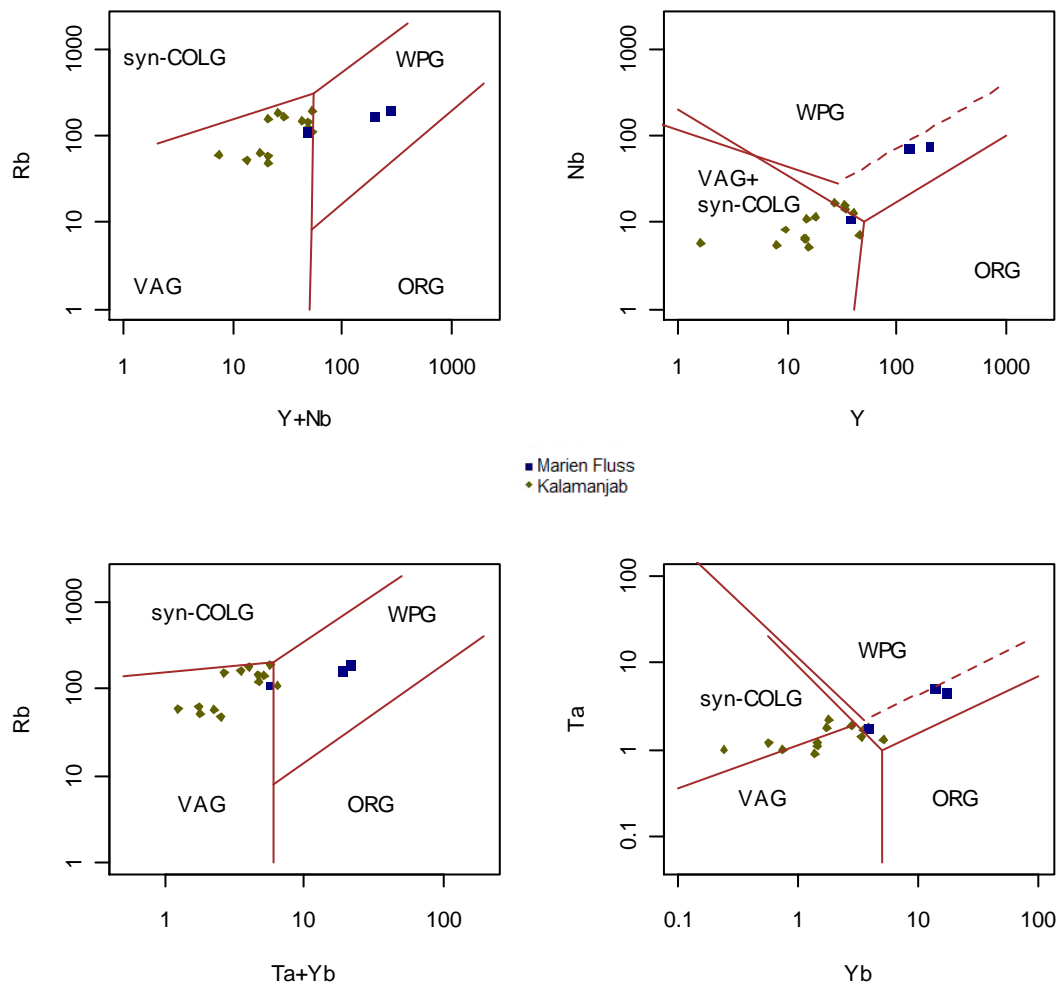 syn-COLG
WPG
VAG
ORG
Rb
1
10
100
1000
1
10
100
1000
Y+Nb
WPG
VAG+
syn-COLG
ORG
Nb
1
10
100
1000
1
10
100
1000
Y
Marien Fluss
Kalamanjab
syn-COLG
WPG
VAG
ORG
Rb
1
10
100
1000
1
10
100
Ta+Yb
WPG
syn-COLG
VAG
ORG
Ta
0.1
1
10
100
0.1
1
10
100
Yb